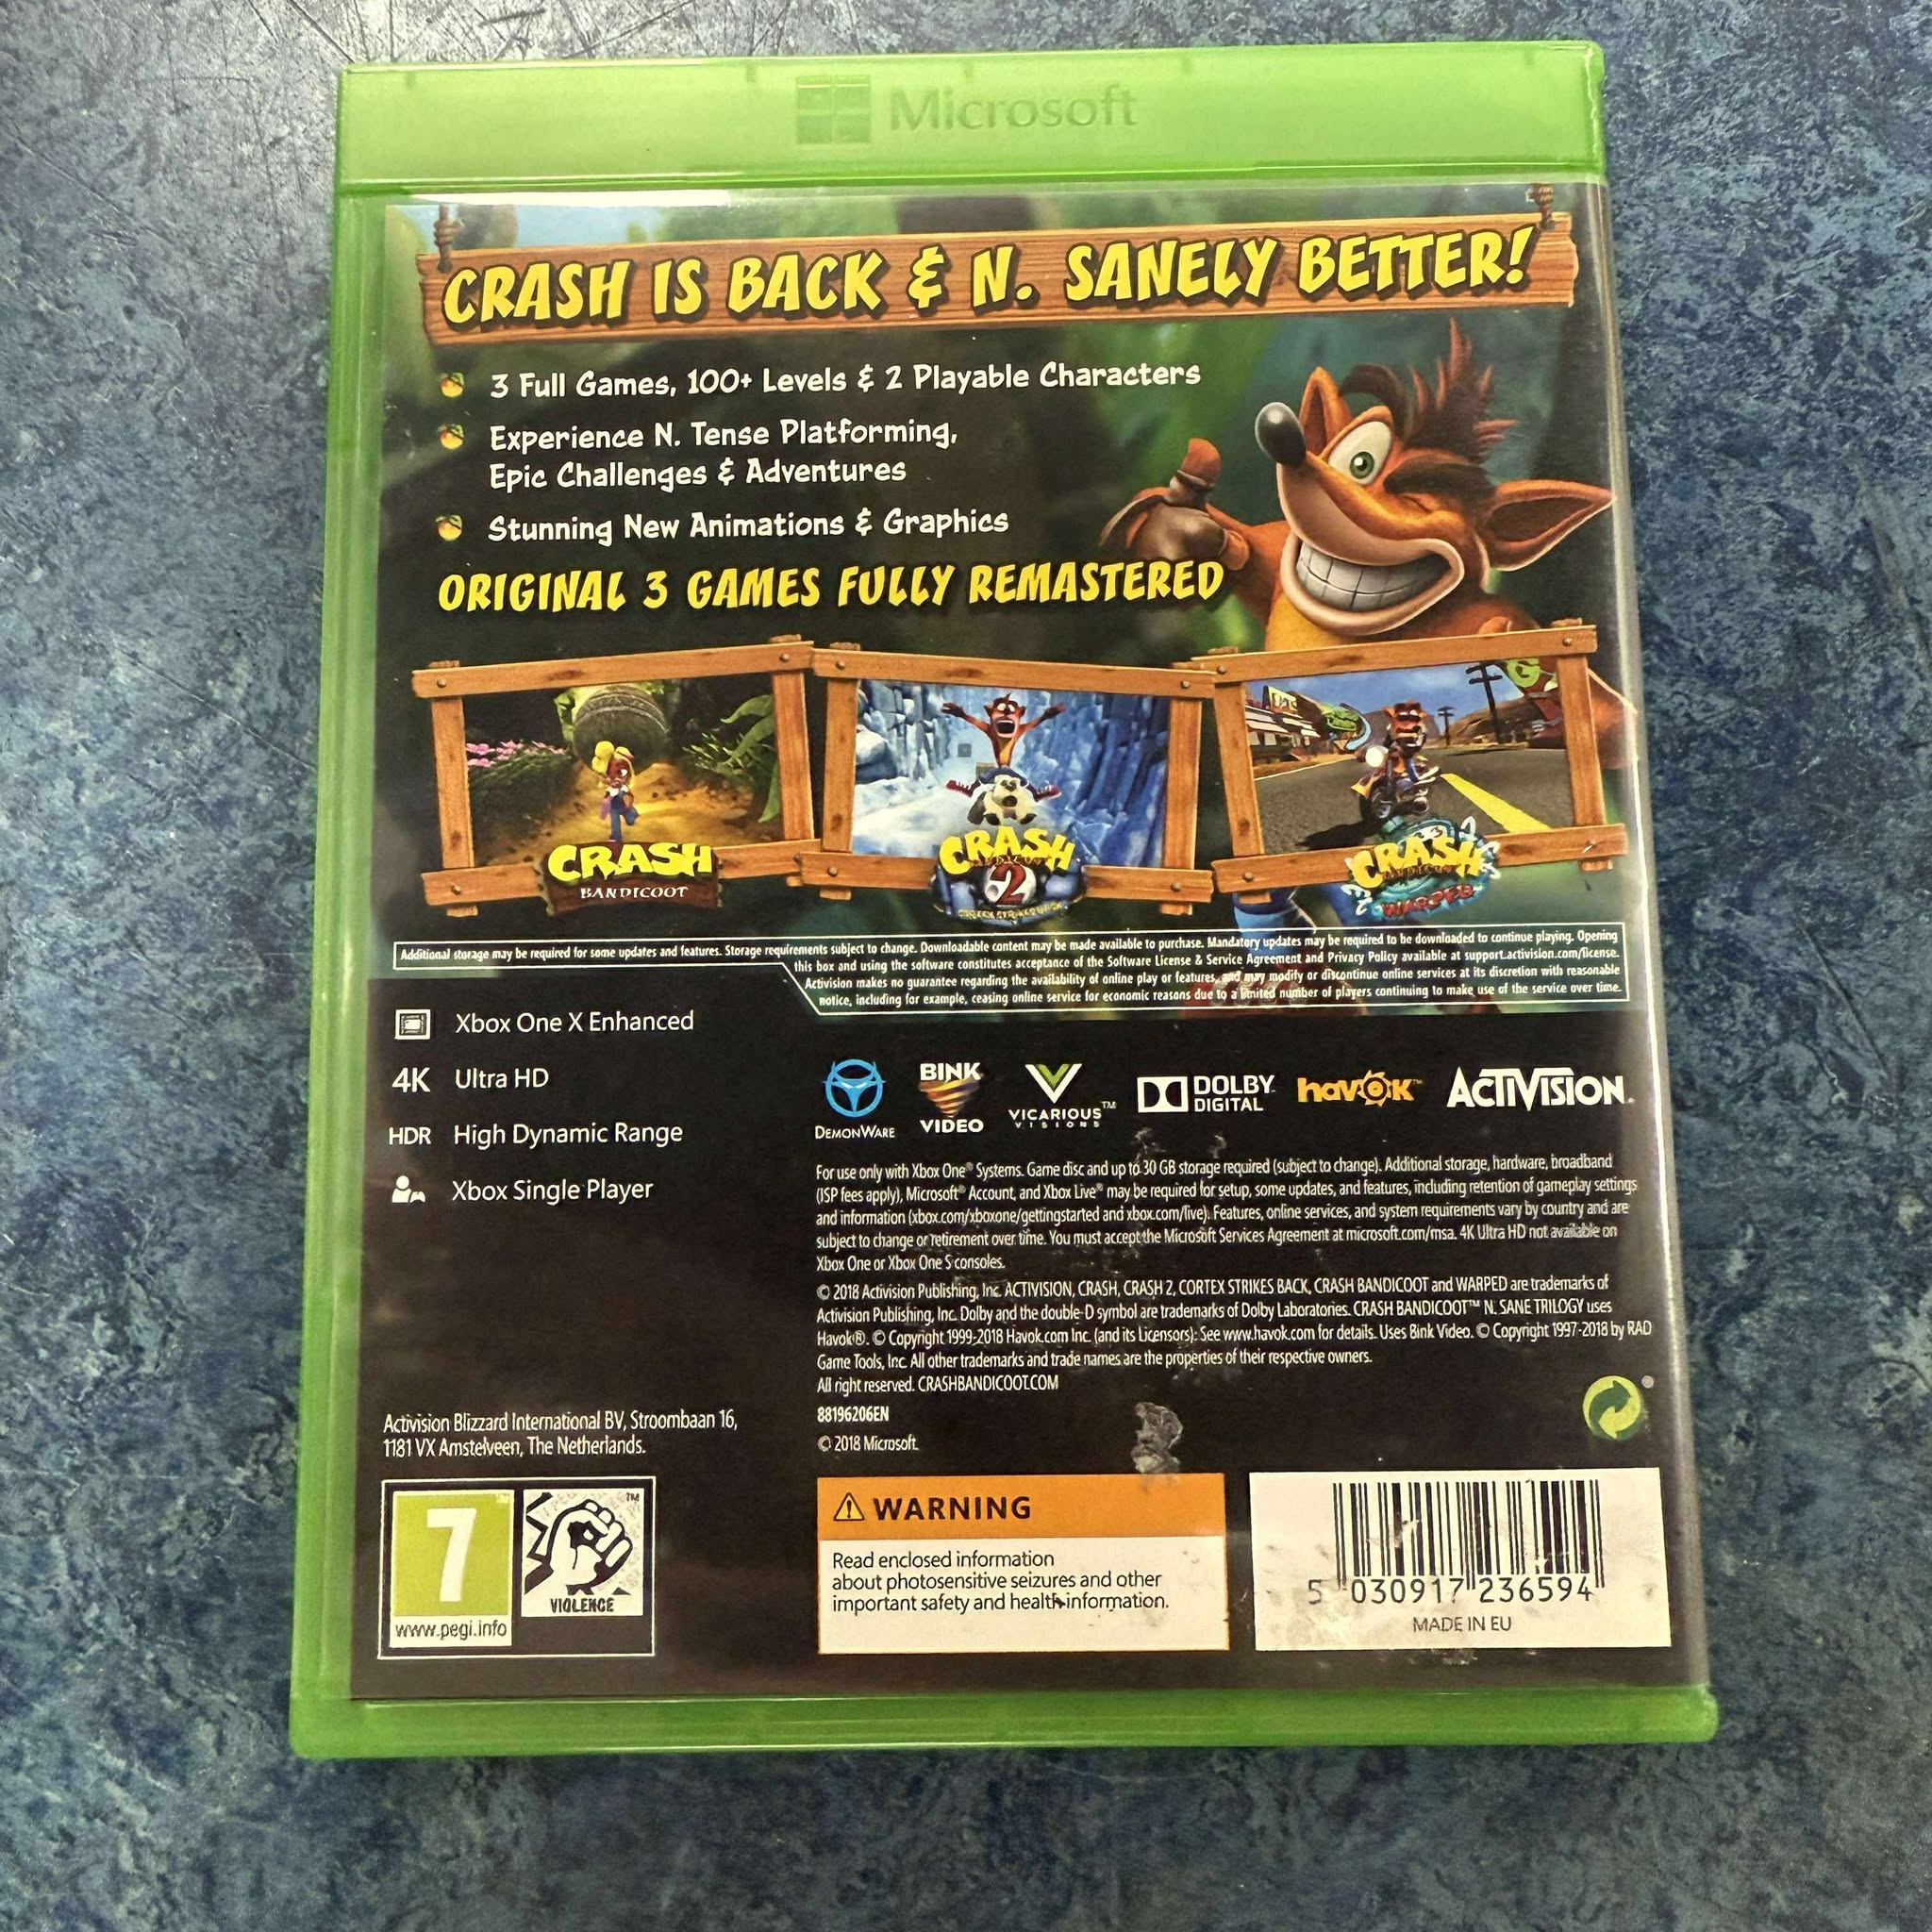 Microsoft
CRASH IS BACK & N. SANELY BETTER!
3 Full Games, 100+ Levels & 2 Playable Characters
Experience N. Tense Platforming,
Epic Challenges & Adventures
Stunning New Animations & Graphics
ORIGINAL 3 GAMES FULLY REMASTERED
CRASH
BANDICOOT
CRASH
2
CORTEX STRIKES BACK
CRASH
BANDICOOT
WARPED
Additional storage may be required for some updates and features. Storage requirements subject to change. Downloadable content may be made available to purchase. Mandatory updates may be required to be downloaded to continue playing. Opening
this box and using the software constitutes acceptance of the Software License & Service Agreement and Privacy Policy available at support.activision.com/license.
Activision makes no guarantee regarding the availability of online play or features, and may modify or discontinue online services at its discretion with reasonable
notice, including for example, ceasing online service for economic reasons due to a limited number of players continuing to make use of the service over time.
Xbox One X Enhanced
4K Ultra HD
HDR High Dynamic Range
Xbox Single Player
DEMONWARE
BINK
VIDEO
VICARIOUS™
VISIONS
DOLBY
DIGITAL
havOK™
ACTIVISION.
For use only with Xbox One® Systems. Game disc and up to 30 GB storage required (subject to change). Additional storage, hardware, broadband
(ISP fees apply), Microsoft® Account, and Xbox Live® may be required for setup, some updates, and features, including retention of gameplay settings
and information (xbox.com/xboxone/gettingstarted and xbox.com/live). Features, online services, and system requirements vary by country and are
subject to change or retirement over time. You must accept the Microsoft Services Agreement at microsoft.com/msa. 4K Ultra HD not available on
Xbox One or Xbox One S consoles.
© 2018 Activision Publishing, Inc. ACTIVISION, CRASH, CRASH 2, CORTEX STRIKES BACK, CRASH BANDICOOT and WARPED are trademarks of
Activision Publishing, Inc. Dolby and the double-D symbol are trademarks of Dolby Laboratories. CRASH BANDICOOT™ N. SANE TRILOGY uses
Havok®. © Copyright 1999-2018 Havok.com Inc. (and its Licensors). See www.havok.com for details. Uses Bink Video. © Copyright 1997-2018 by RAD
Game Tools, Inc. All other trademarks and trade names are the properties of their respective owners.
All right reserved. CRASHBANDICOOT.COM
88196206EN
© 2018 Microsoft.
Activision Blizzard International BV, Stroombaan 16,
1181 VX Amstelveen, The Netherlands.
7
www.pegi.info
VIOLENCE
™
WARNING
Read enclosed information
about photosensitive seizures and other
important safety and health information.
5 030917 236594
MADE IN EU